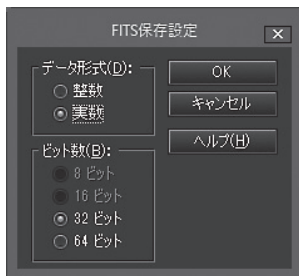 FITS保存設定
データ形式(D):
整数
実数
ビット数(B):
8 ビット
16 ビット
32 ビット
64 ビット
OK
キャンセル
ヘルプ(H)